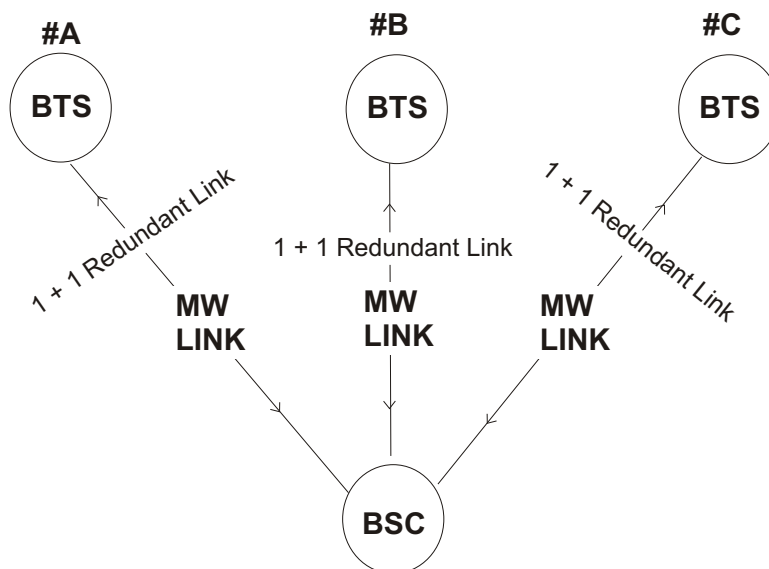 #A
#B
#C
BTS
BTS
BTS
1 + 1 Redundant Link
1 + 1 Redundant Link
1 + 1 Redundant Link
MW
LINK
MW
LINK
MW
LINK
BSC